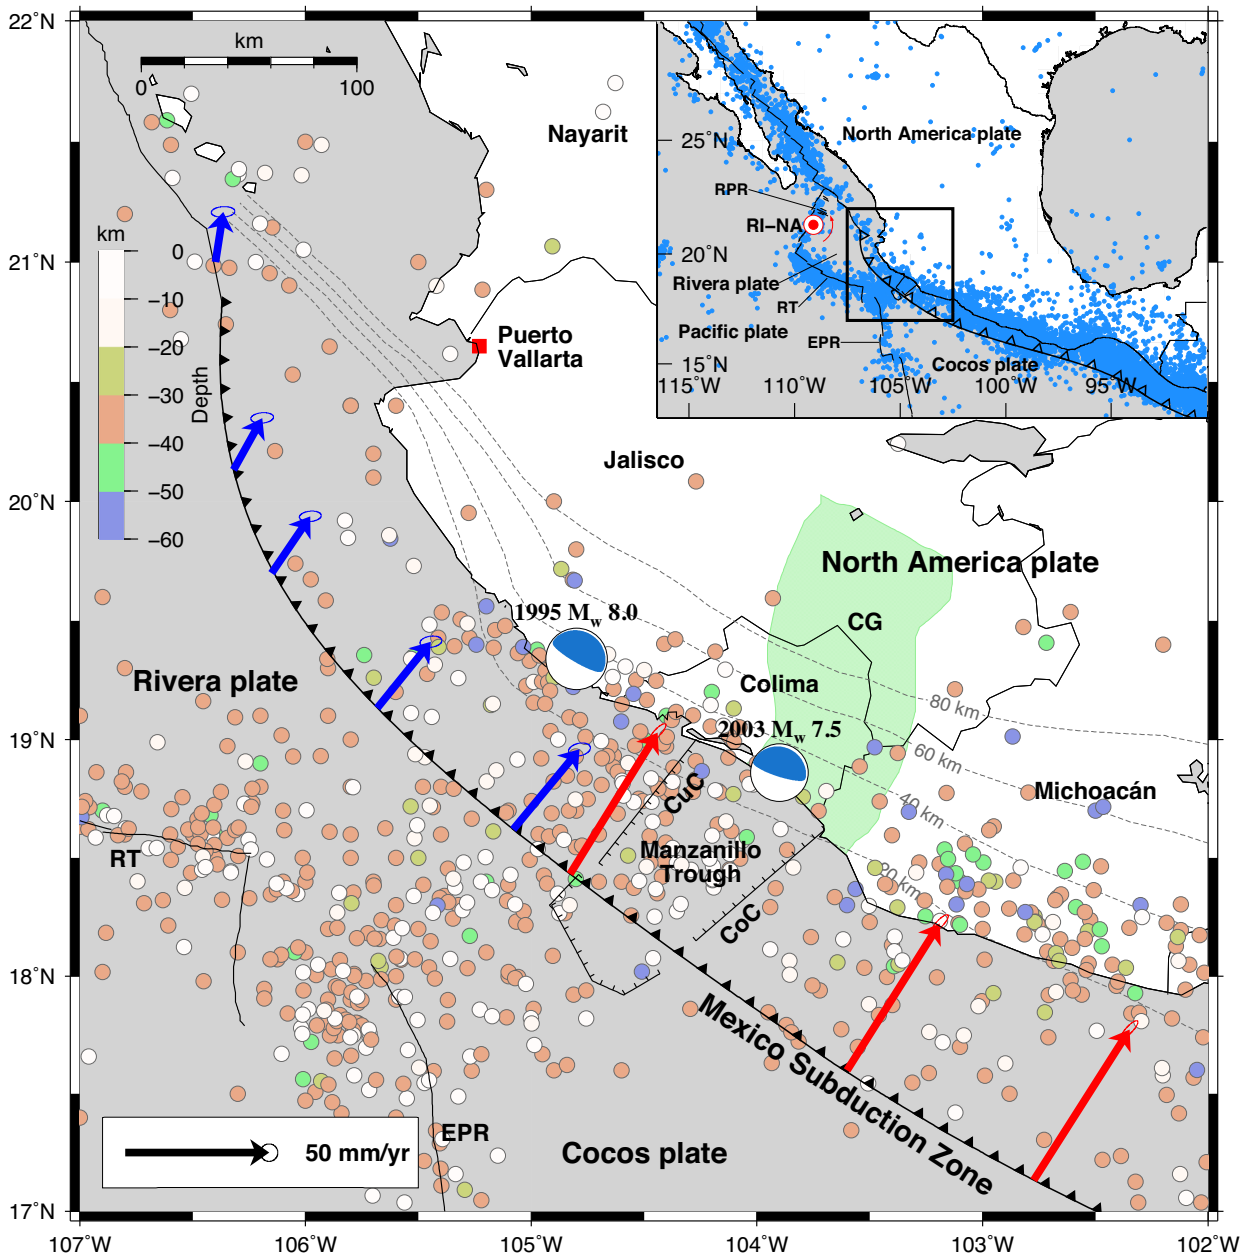 22°N
21°N
20°N
19°N
18°N
17°N
107°W
106°W
105°W
104°W
103°W
102°W
km
0
100
Nayarit
km
0
−10
−20
−30
−40
−50
−60
Depth
Puerto
Vallarta
Jalisco
North America plate
CG
1995 Mw 8.0
Rivera plate
Colima
2003 Mw 7.5
80 km
60 km
40 km
20 km
Michoacán
CuC
Manzanillo
Trough
CoC
RT
Mexico Subduction Zone
EPR
Cocos plate
50 mm/yr
25°N
20°N
15°N
115°W
110°W
105°W
100°W
95°W
North America plate
RPR
RI−NA
Rivera plate
RT
Pacific plate
EPR
Cocos plate